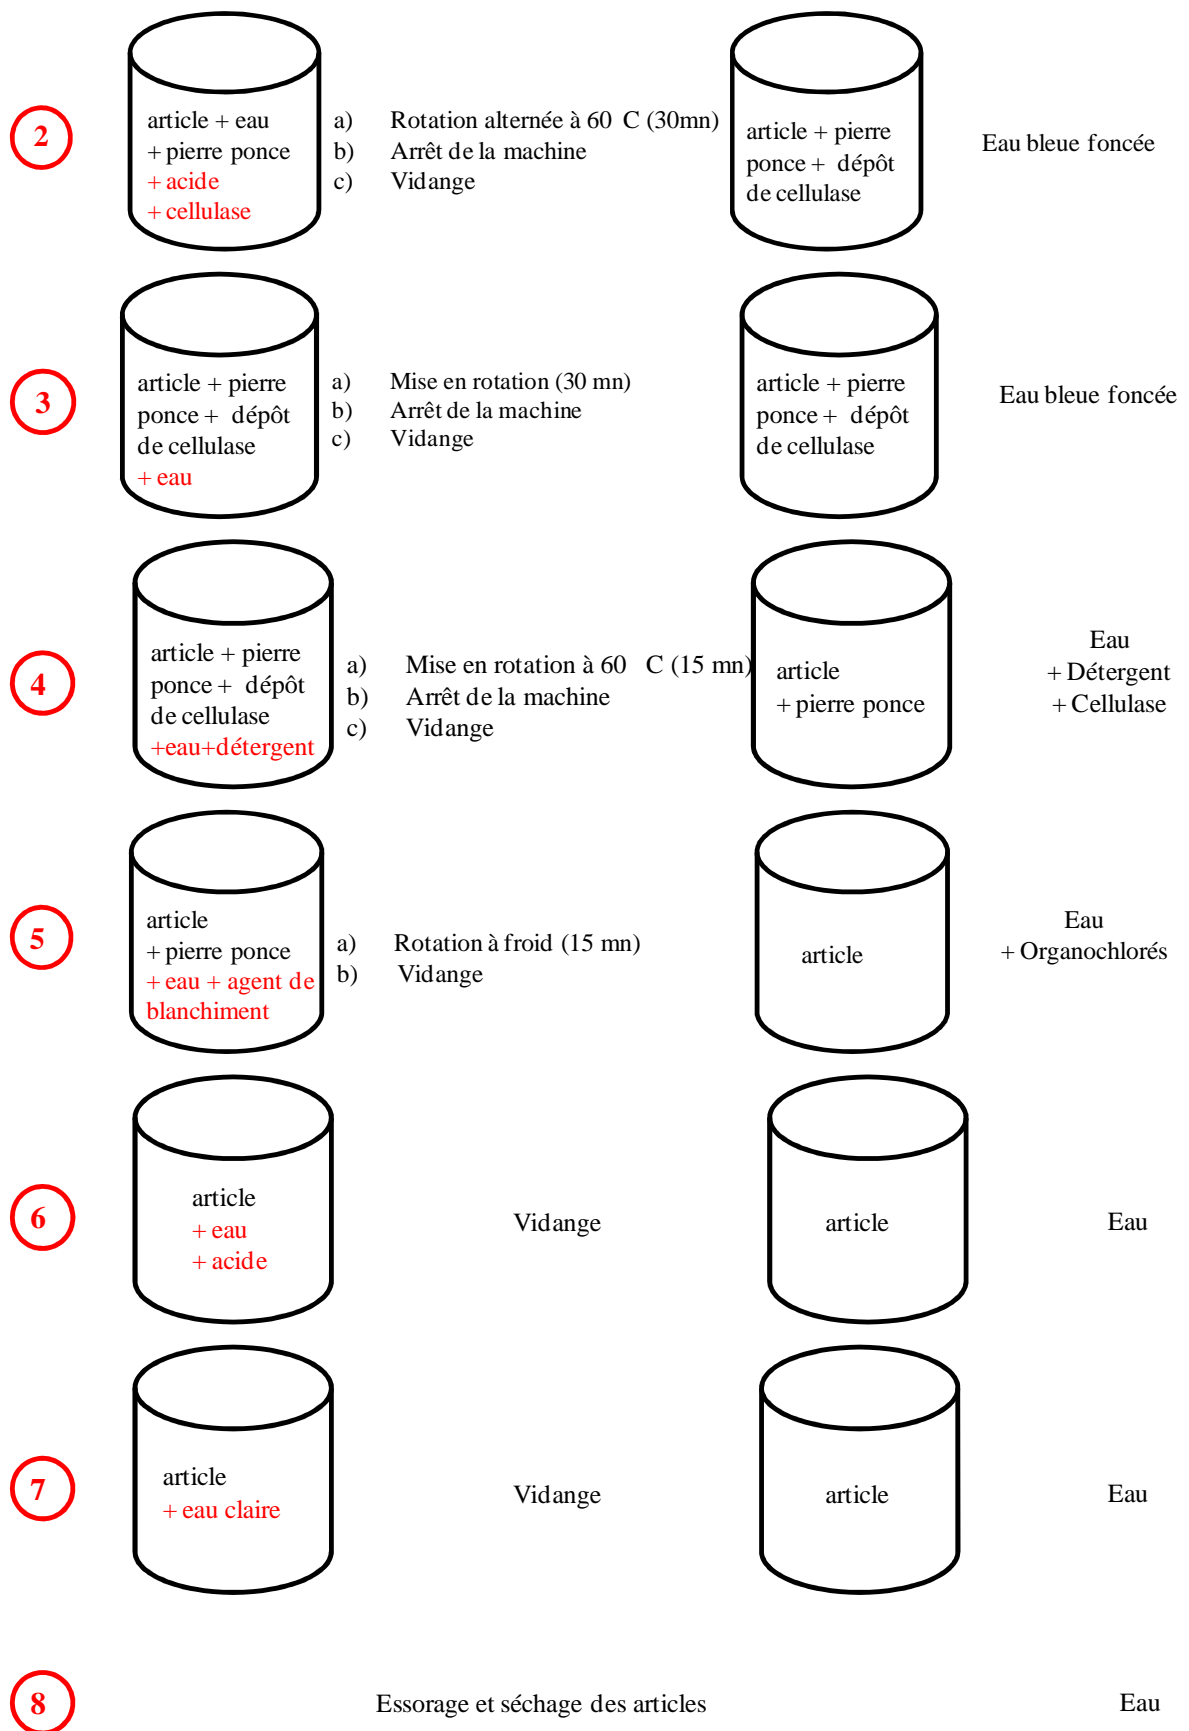 2
article + eau
+ pierre ponce
+ acide
+ cellulase
a) Rotation alternée à 60 C (30mn)
b) Arrêt de la machine
c) Vidange
article + pierre
ponce + dépôt
de cellulase
Eau bleue foncée
3
article + pierre
ponce + dépôt
de cellulase
+ eau
a) Mise en rotation (30 mn)
b) Arrêt de la machine
c) Vidange
article + pierre
ponce + dépôt
de cellulase
Eau bleue foncée
4
article + pierre
ponce + dépôt
de cellulase
+eau+détergent
a) Mise en rotation à 60 C (15 mn)
b) Arrêt de la machine
c) Vidange
article
+ pierre ponce
Eau
+ Détergent
+ Cellulase
5
article
+ pierre ponce
+ eau + agent de
blanchiment
a) Rotation à froid (15 mn)
b) Vidange
article
Eau
+ Organochlorés
6
article
+ eau
+ acide
Vidange
article
Eau
7
article
+ eau claire
Vidange
article
Eau
8
Essorage et séchage des articles
Eau